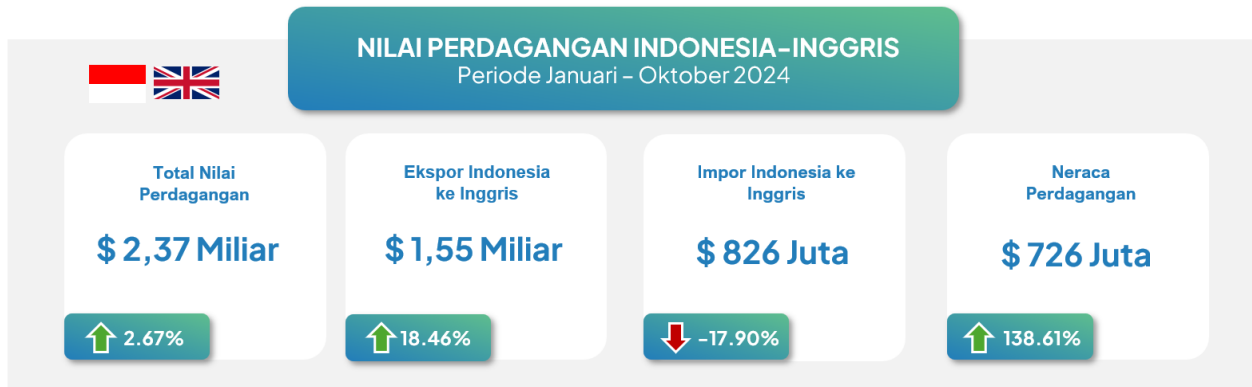 NILAI PERDAGANGAN INDONESIA-INGGRIS
Periode Januari – Oktober 2024
Total Nilai
Perdagangan
$ 2,37 Miliar
2.67%
Ekspor Indonesia
ke Inggris
$ 1,55 Miliar
18.46%
Impor Indonesia ke
Inggris
$ 826 Juta
-17.90%
Neraca
Perdagangan
$ 726 Juta
138.61%